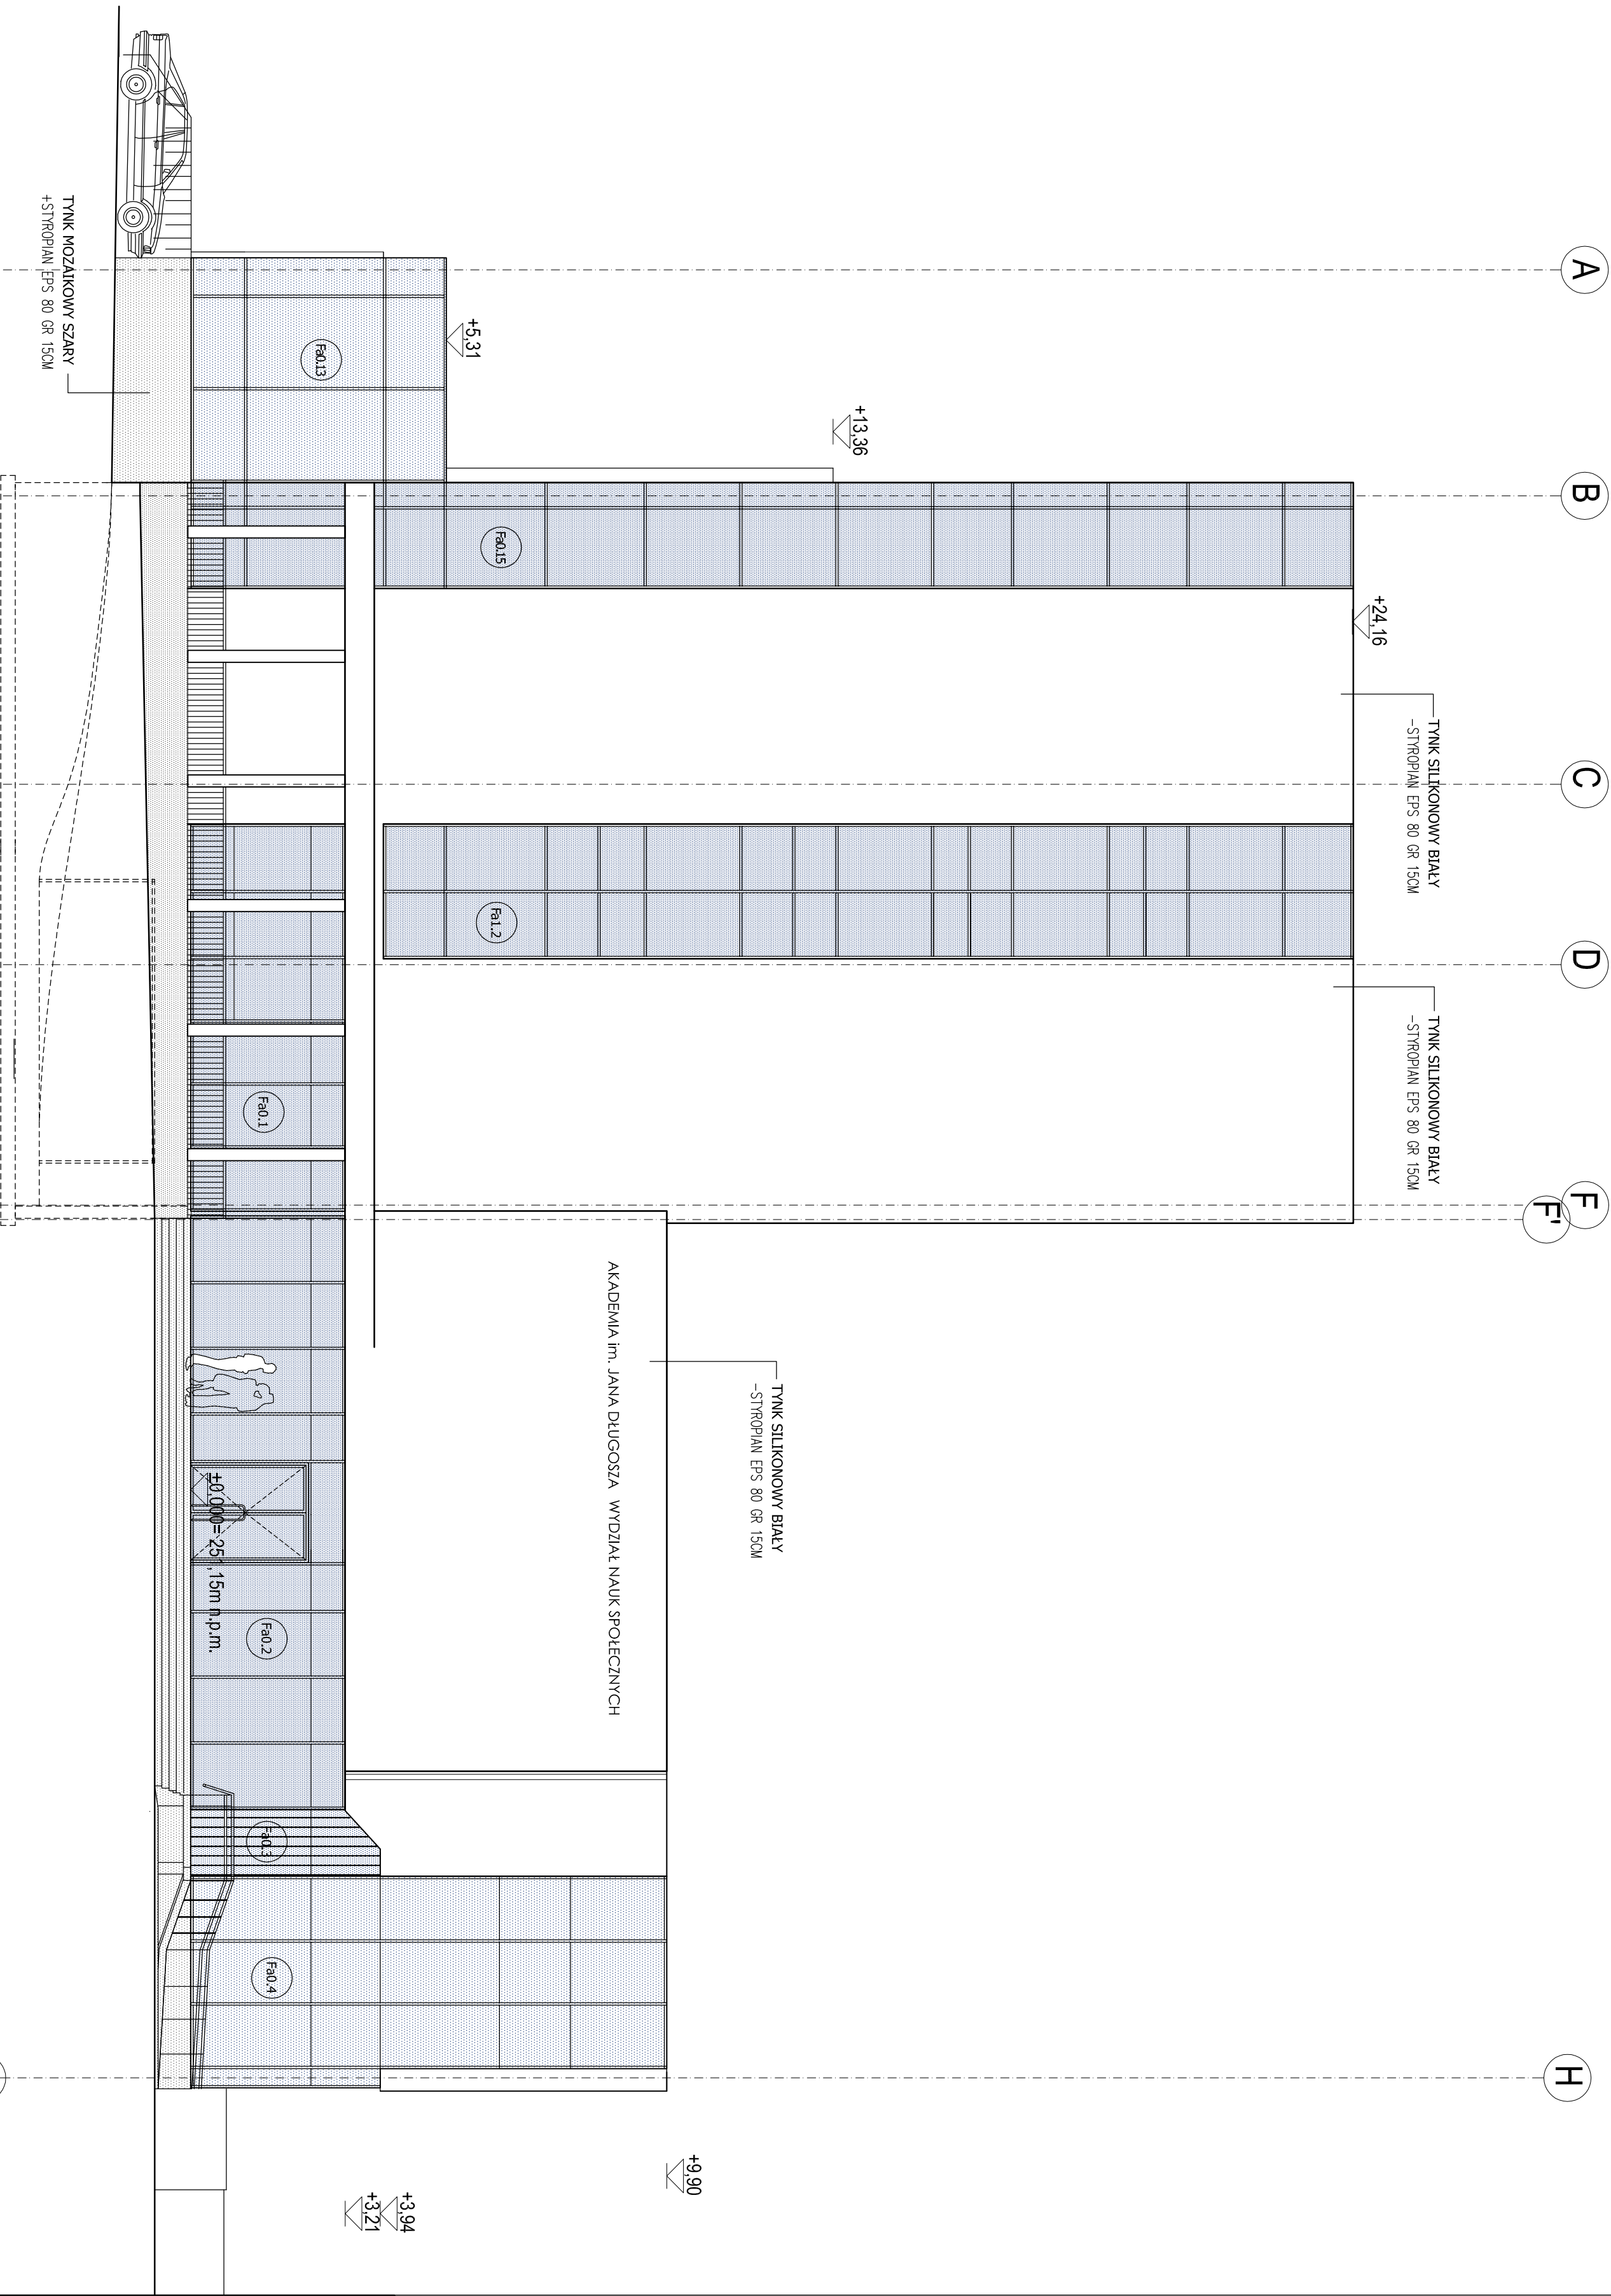 A
B
C
D
F
F'
H
+24,16
TYNK SILIKONOWY BIAŁY
-STYROPIAN EPS 80 GR 15CM
TYNK SILIKONOWY BIAŁY
-STYROPIAN EPS 80 GR 15CM
+13,36
TYNK SILIKONOWY BIAŁY
-STYROPIAN EPS 80 GR 15CM
+9,90
AKADEMIA im. JANA DŁUGOSZA WYDZIAŁ NAUK SPOŁECZNYCH
+5,31
Fa0.15
Fa1.2
+3,94
+3,21
Fa0.13
Fa0.1
Fa0.2
Fa0.3
Fa0.4
±0,000=251,15m n.p.m.
TYNK MOZAIKOWY SZARY
+STYROPIAN EPS 80 GR 15CM